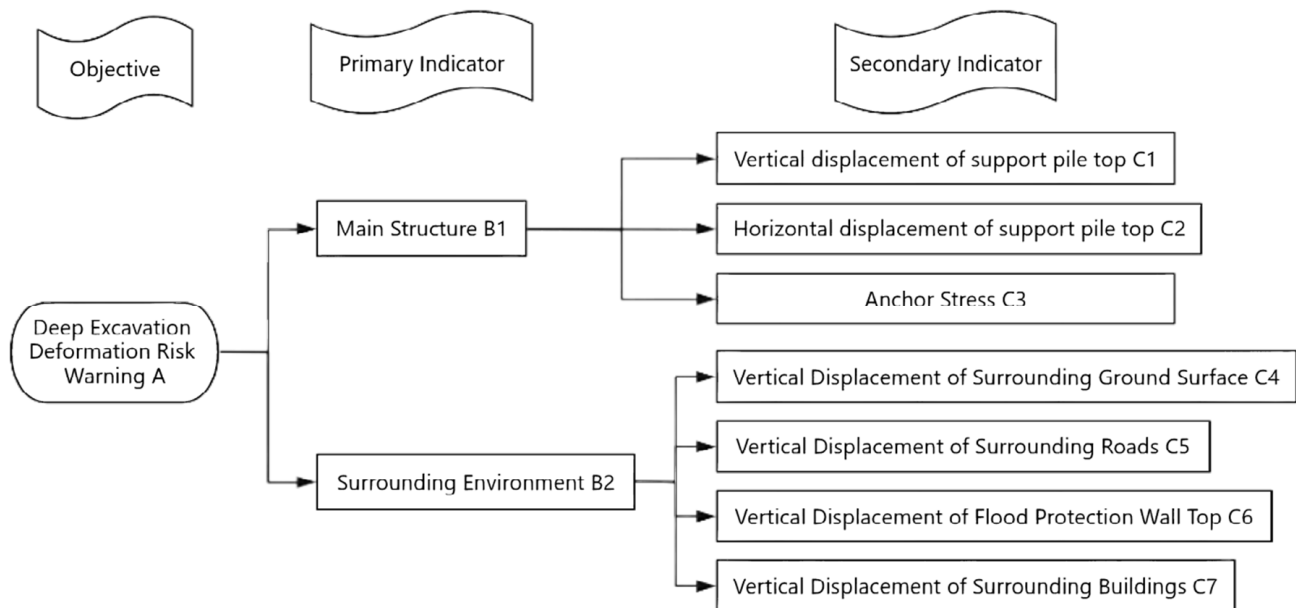 Objective
Primary Indicator
Secondary Indicator
Vertical displacement of support pile top C1
Main Structure B1
Horizontal displacement of support pile top C2
Anchor Stress C3
Deep Excavation
Deformation Risk
Warning A
Vertical Displacement of Surrounding Ground Surface C4
Vertical Displacement of Surrounding Roads C5
Surrounding Environment B2
Vertical Displacement of Flood Protection Wall Top C6
Vertical Displacement of Surrounding Buildings C7